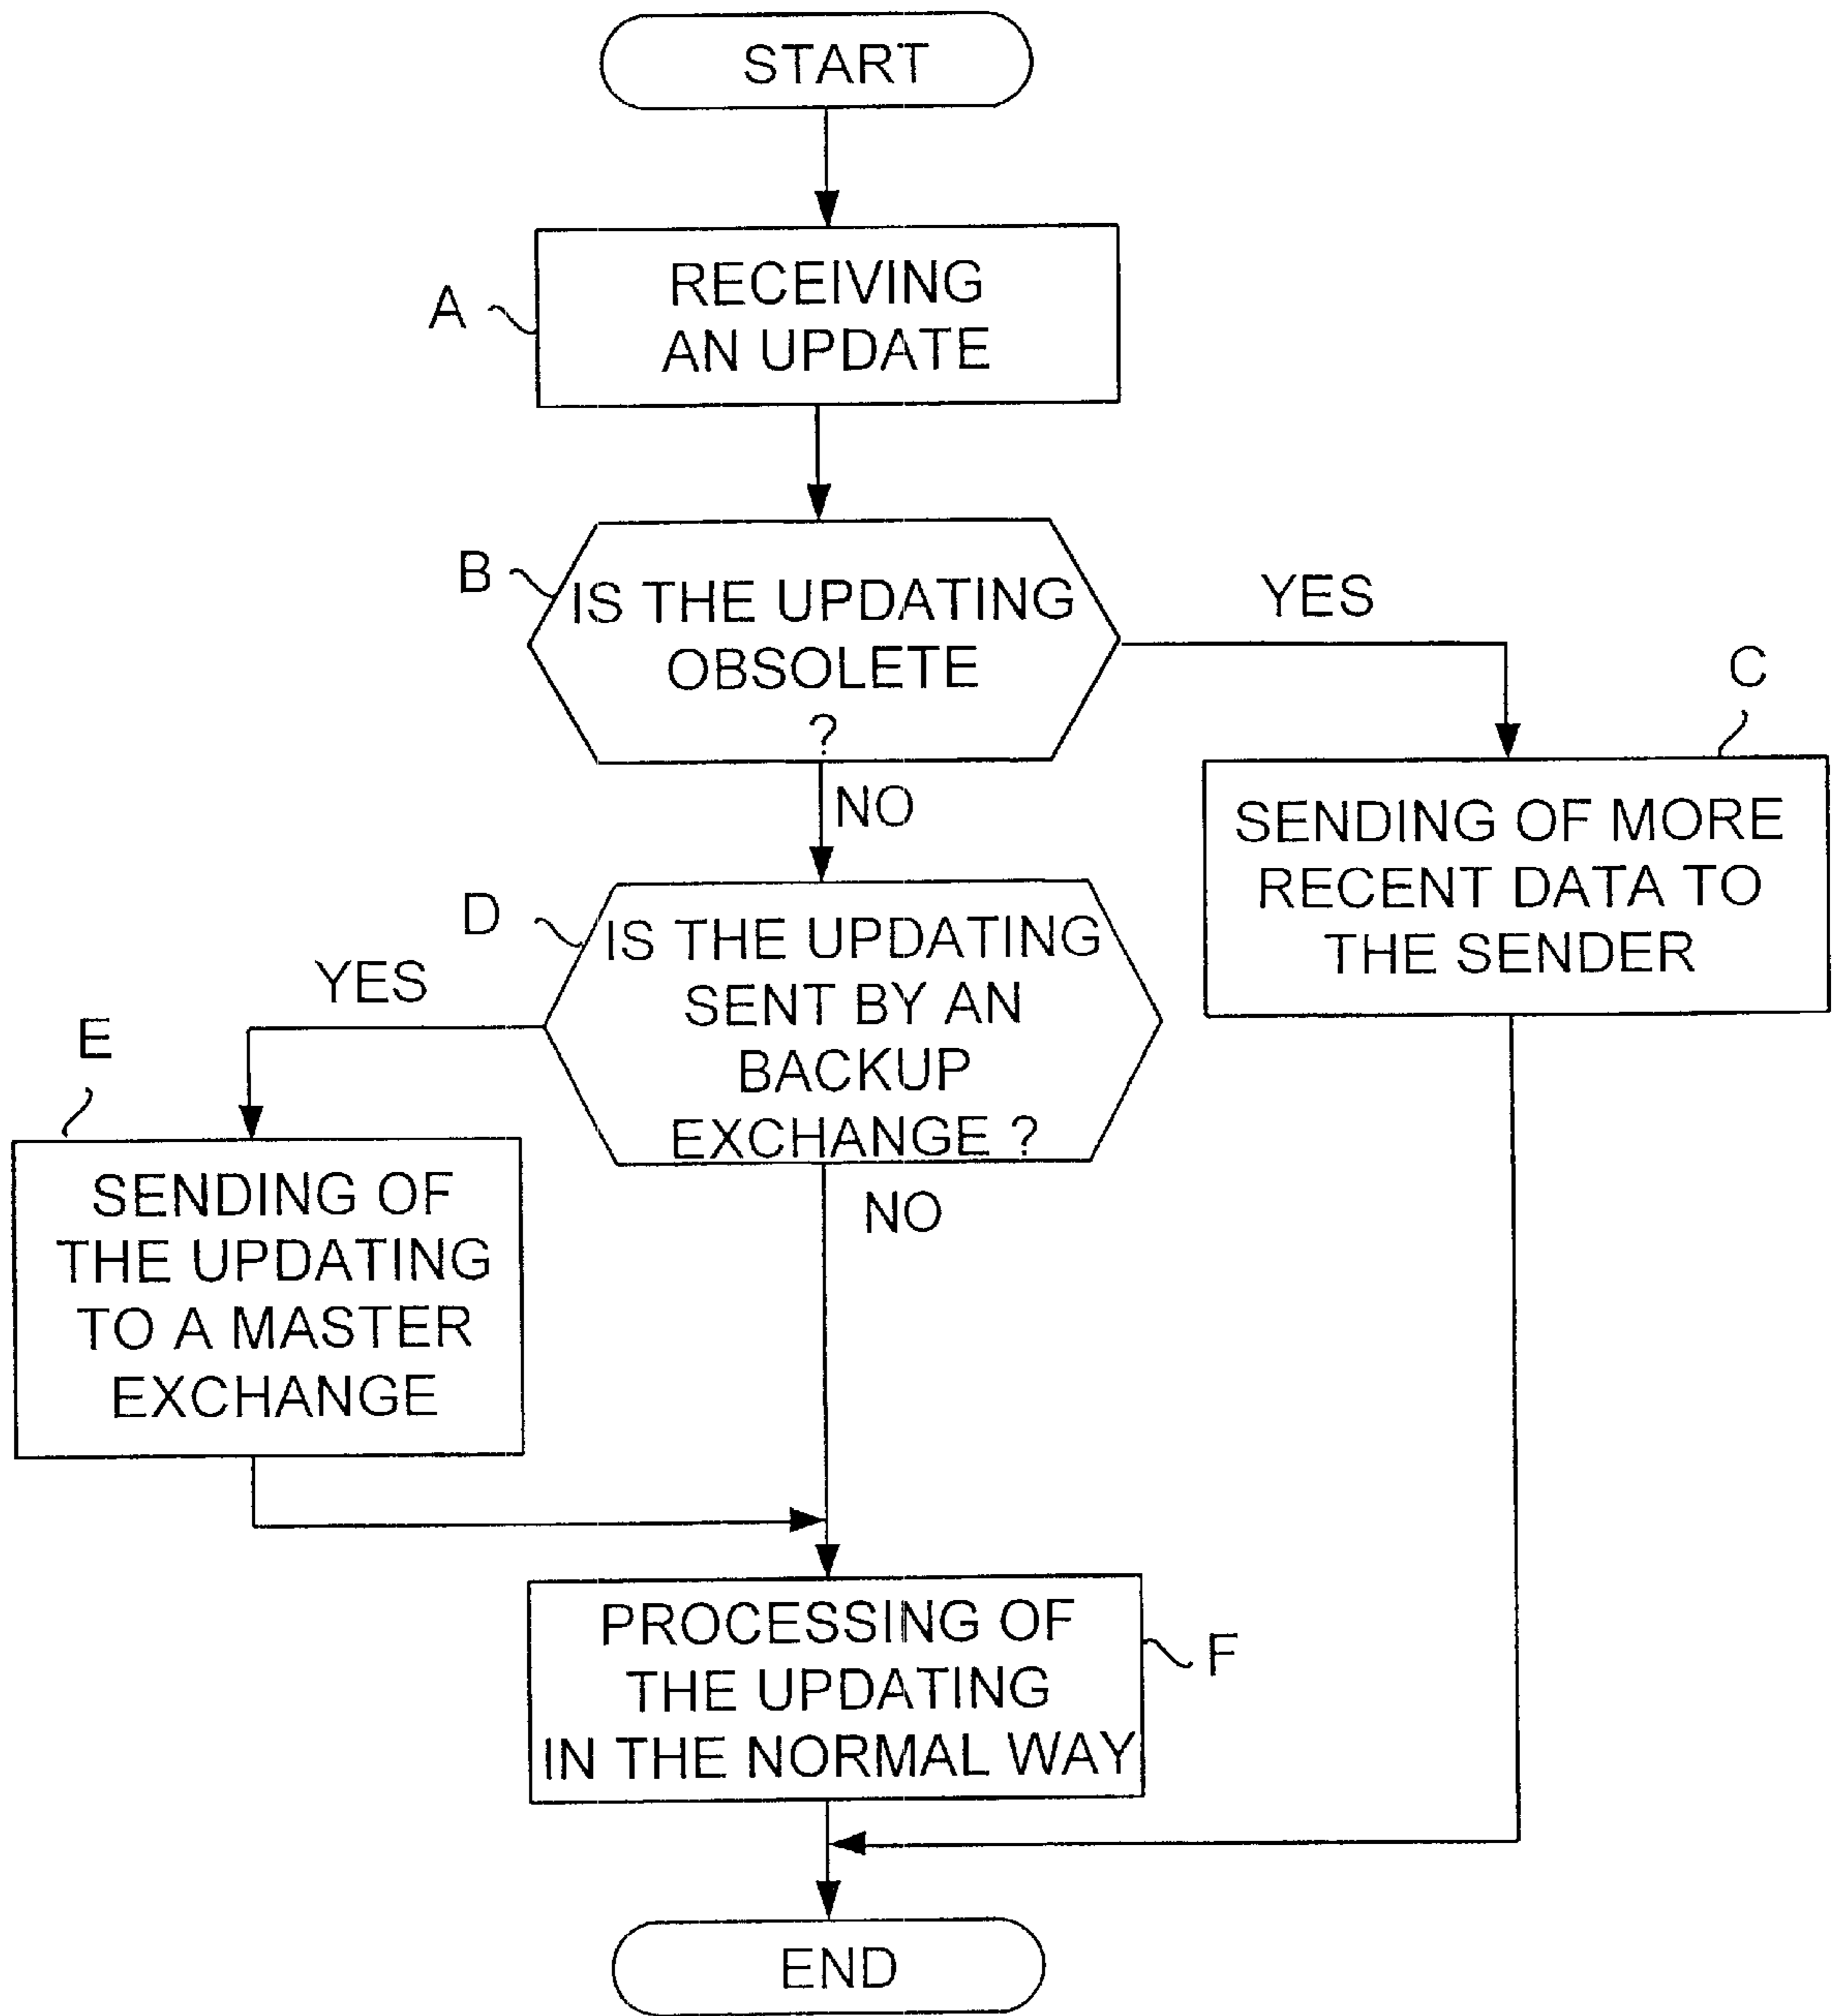 START
A
RECEIVING
AN UPDATE
B
IS THE UPDATING
OBSOLETE
?
YES
NO
C
SENDING OF MORE
RECENT DATA TO
THE SENDER
D
IS THE UPDATING
SENT BY AN
BACKUP
EXCHANGE ?
YES
NO
E
SENDING OF
THE UPDATING
TO A MASTER
EXCHANGE
PROCESSING OF
THE UPDATING
IN THE NORMAL WAY
F
END